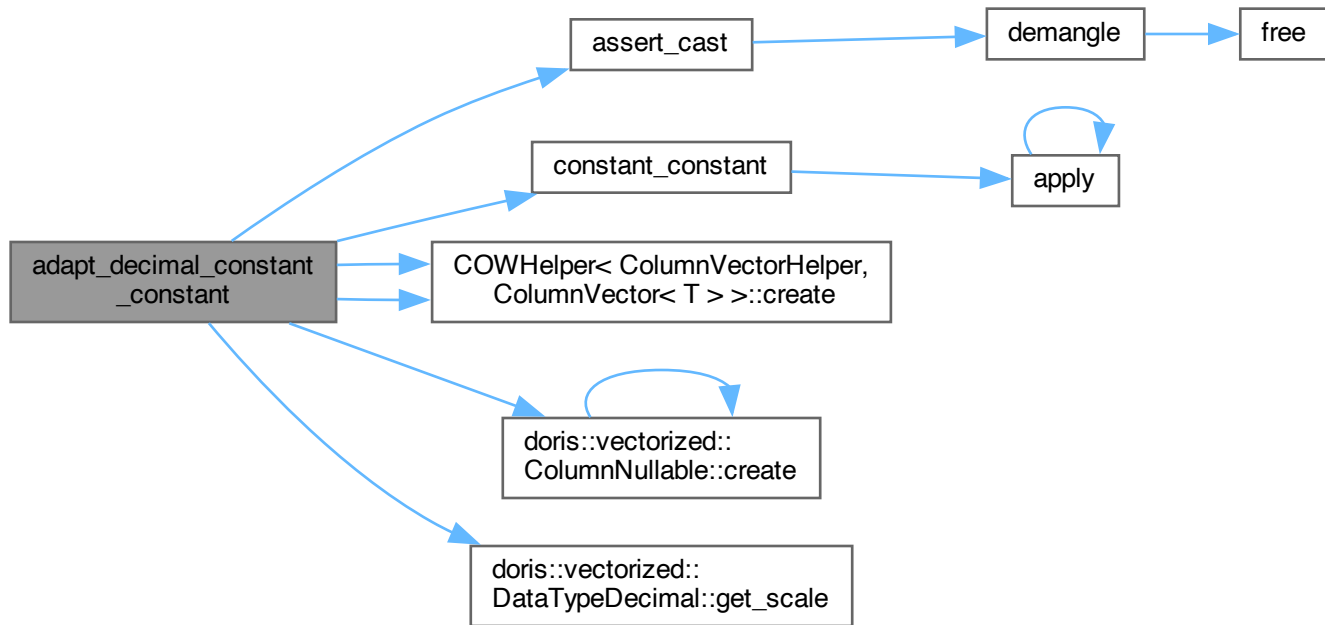 assert_cast
demangle
free
constant_constant
apply
adapt_decimal_constant
_constant
COWHelper< ColumnVectorHelper,
ColumnVector< T > >::create
doris::vectorized::
ColumnNullable::create
doris::vectorized::
DataTypeDecimal::get_scale